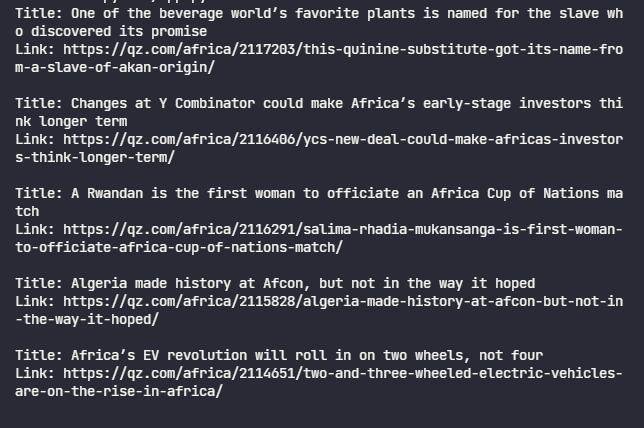 Title: One of the beverage world’s favorite plants is named for the slave wh
o discovered its promise
Link: https://qz.com/africa/2117203/this-quinine-substitute-got-its-name-fro
m-a-slave-of-akan-origin/
Title: Changes at Y Combinator could make Africa’s early-stage investors thi
nk longer term
Link: https://qz.com/africa/2116406/ycs-new-deal-could-make-africas-investor
s-think-longer-term/
Title: A Rwandan is the first woman to officiate an Africa Cup of Nations ma
tch
Link: https://qz.com/africa/2116291/salima-rhadia-mukansanga-is-first-woman-
to-officiate-africa-cup-of-nations-match/
Title: Algeria made history at Afcon, but not in the way it hoped
Link: https://qz.com/africa/2115828/algeria-made-history-at-afcon-but-not-in
-the-way-it-hoped/
Title: Africa’s EV revolution will roll in on two wheels, not four
Link: https://qz.com/africa/2114651/two-and-three-wheeled-electric-vehicles-
are-on-the-rise-in-africa/